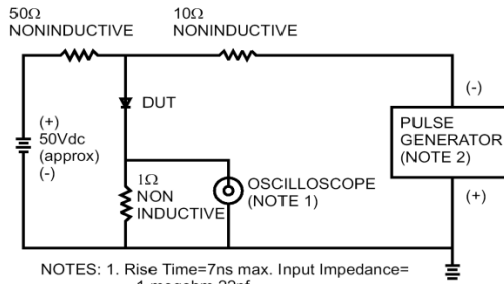 50Ω
NONINDUCTIVE
10Ω
NONINDUCTIVE
DUT
(+)
50Vdc
(approx)
(-)
1Ω
NON
INDUCTIVE
OSCILLOSCOPE
(NOTE 1)
(-)
PULSE
GENERATOR
(NOTE 2)
(+)
NOTES: 1. Rise Time=7ns max. Input Impedance=